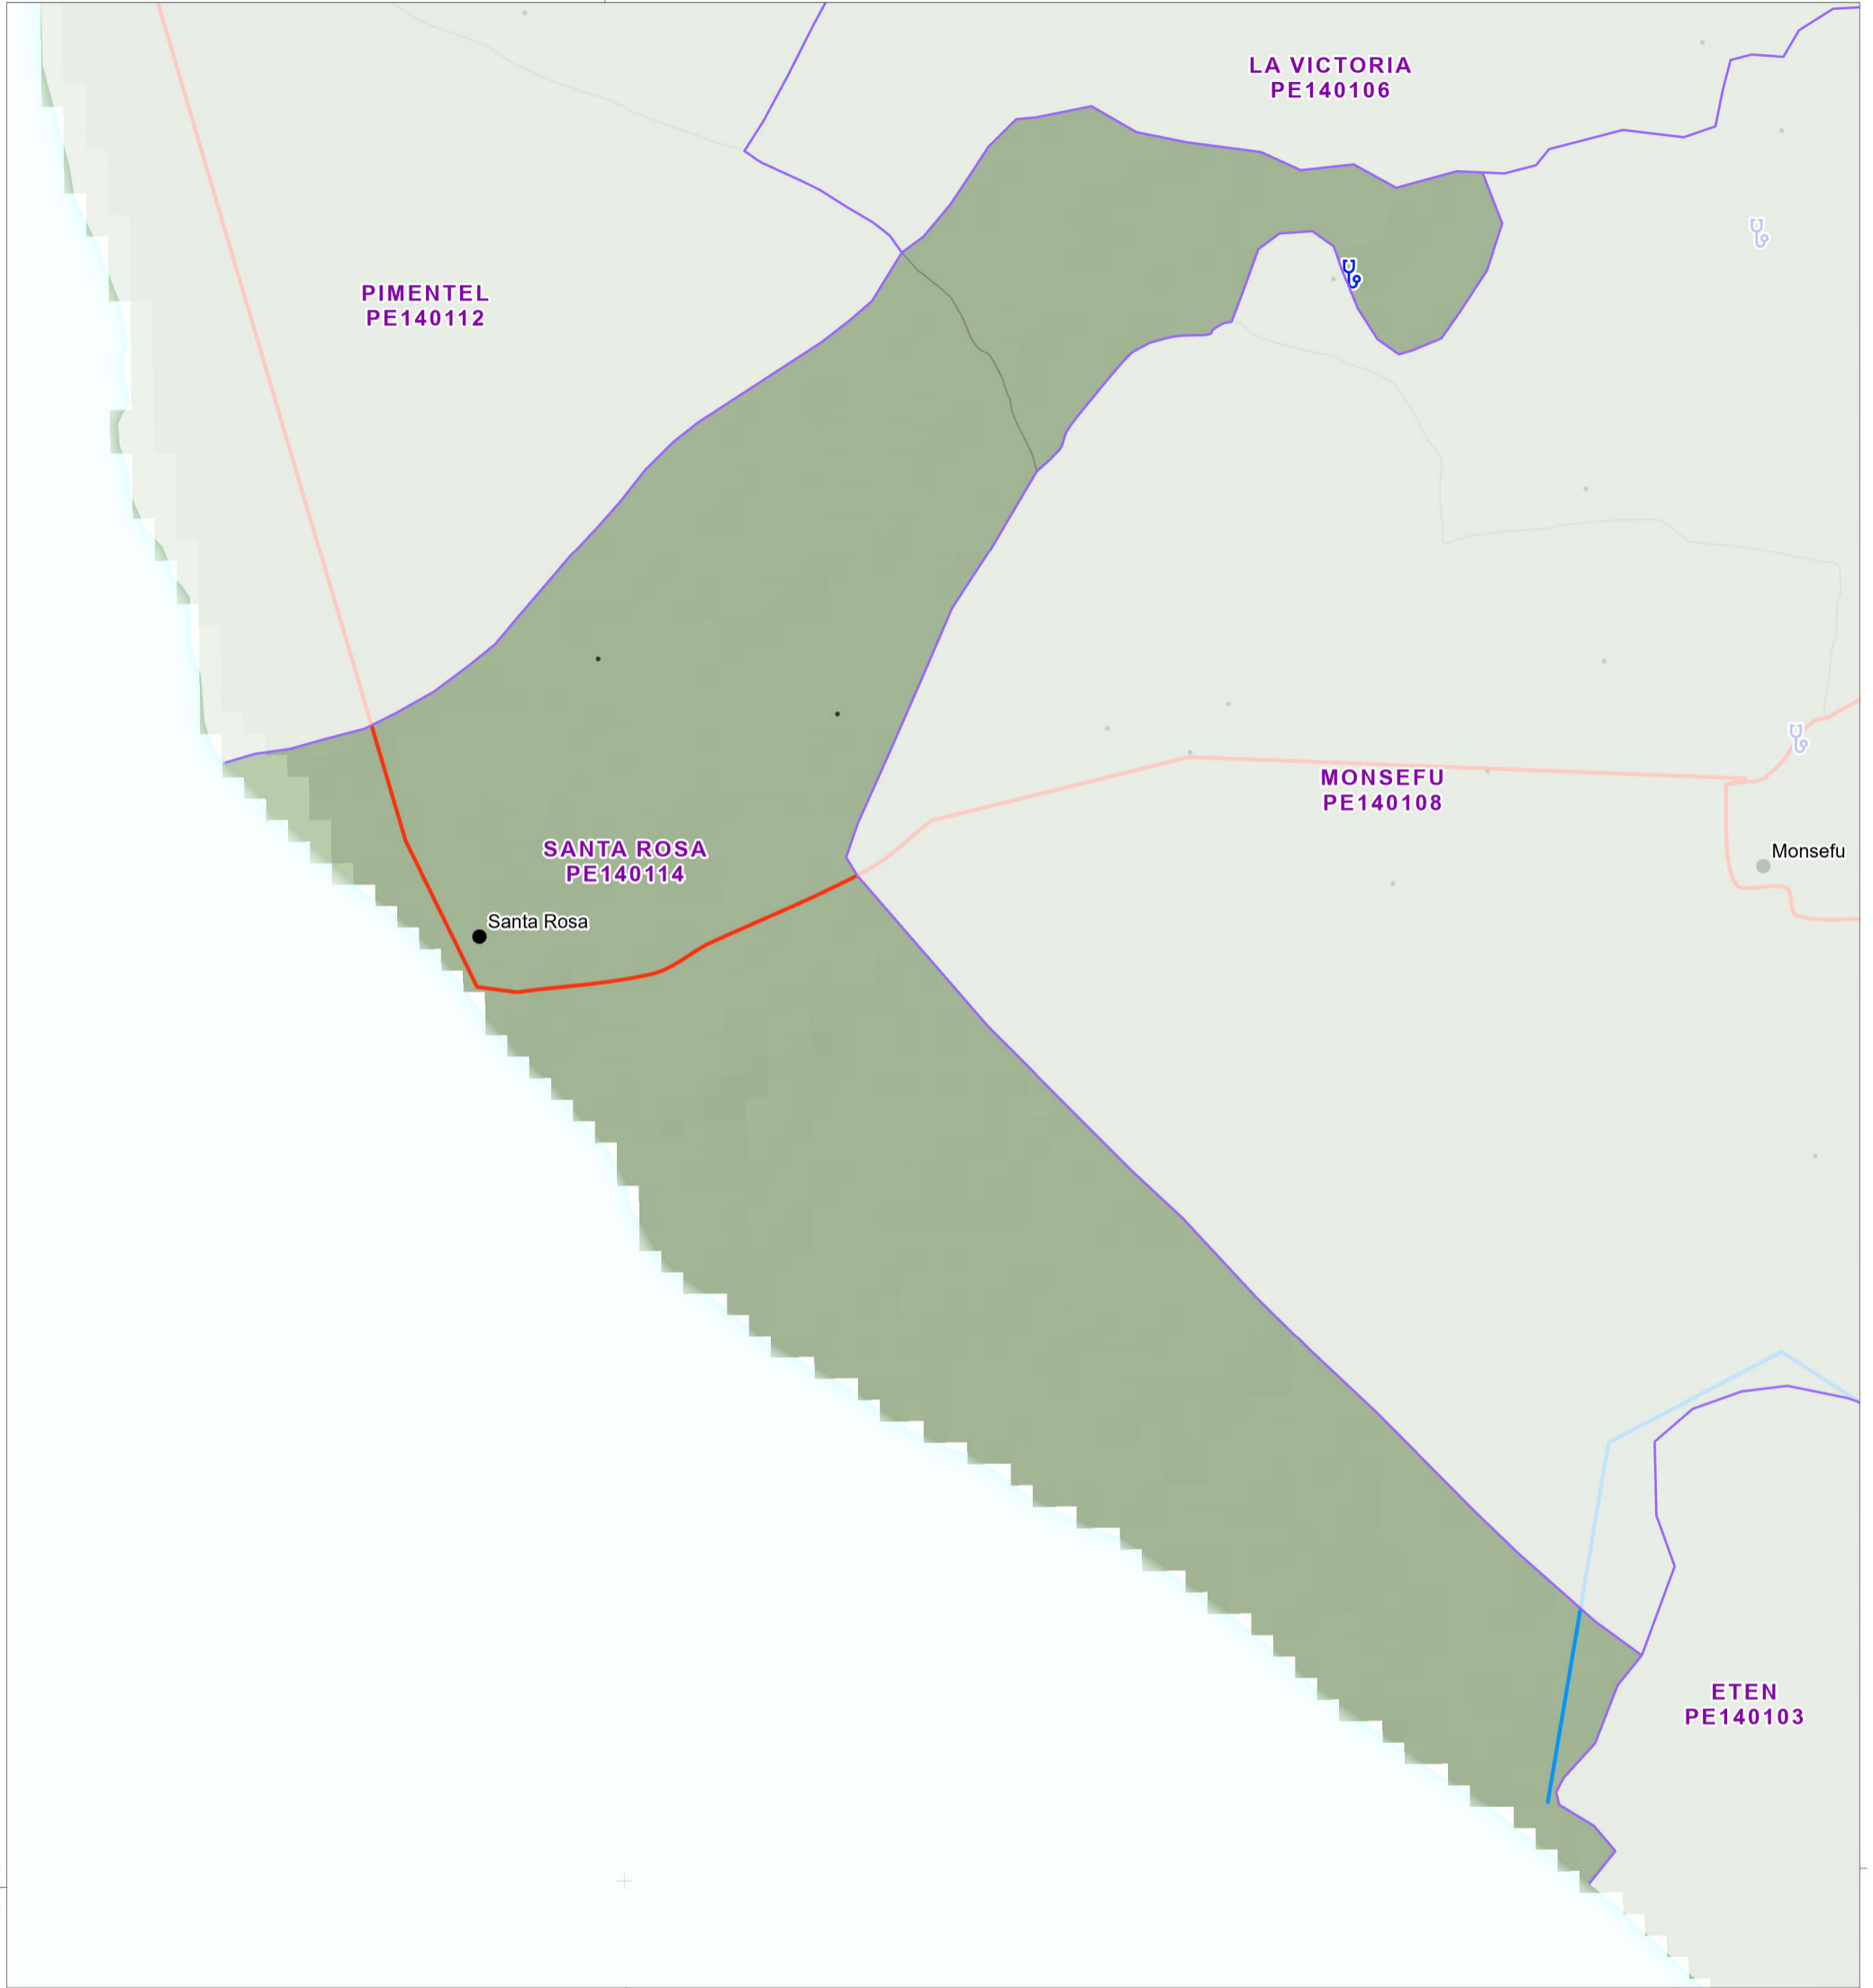 LA VICTORIA
PE140106
PIMENTEL
PE140112
MONSEFU
PE140108
SANTA ROSA
PE140114
Monsefu
Santa Rosa
ETEN
PE140103